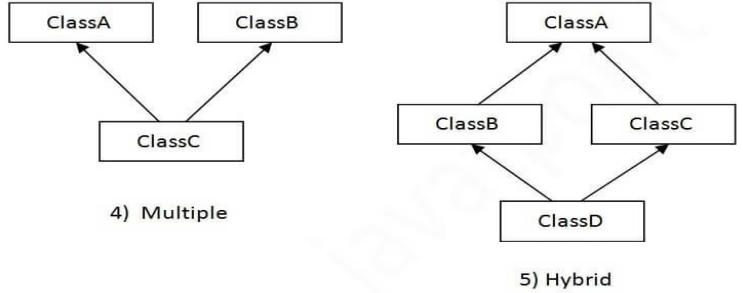 ClassA
ClassB
ClassC
4) Multiple
ClassA
ClassB
ClassC
ClassD
5) Hybrid